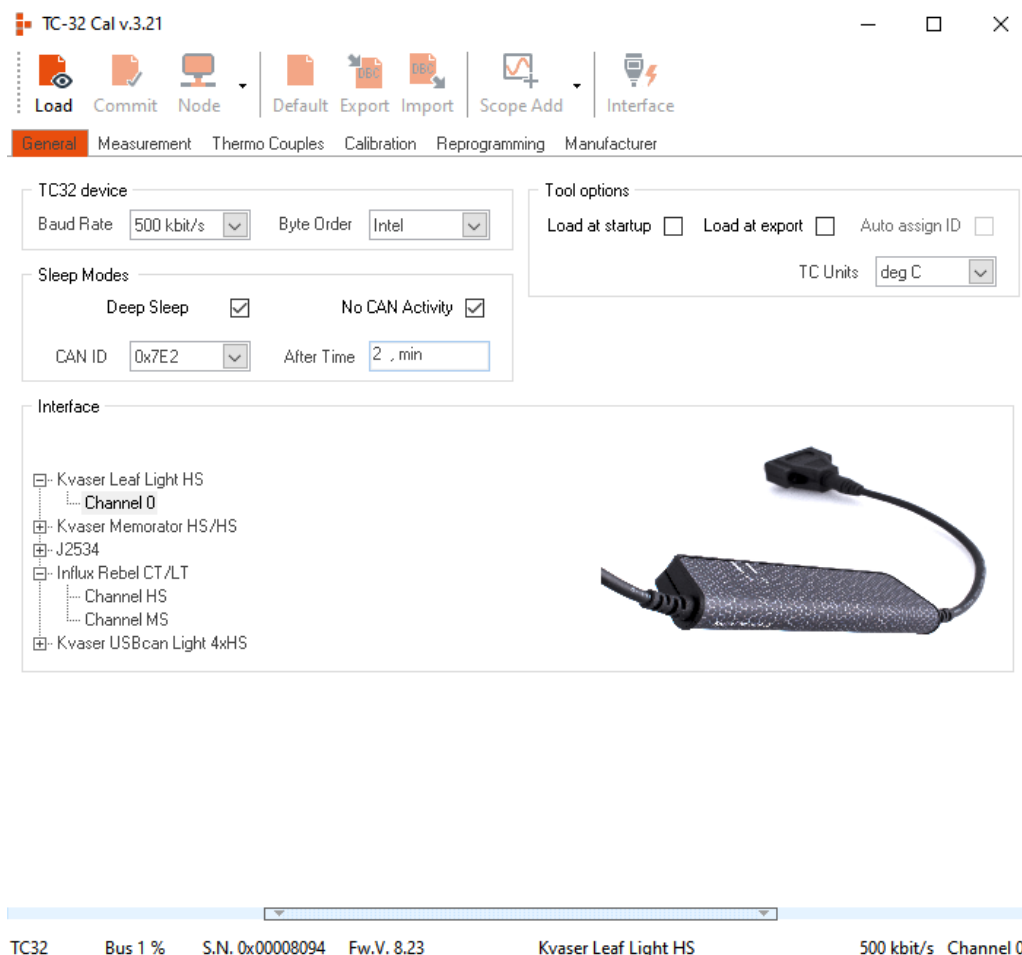 TC-32 Cal v.3.21
Load Commit Node Default Export Import Scope Add Interface
DBC DBC
General Measurement Thermo Couples Calibration Reprogramming Manufacturer
TC32 device
Baud Rate 500 kbit/s Byte Order Intel
Sleep Modes
Deep Sleep No CAN Activity
CAN ID 0x7E2 After Time 2 , min
Tool options
Load at startup Load at export Auto assign ID
TC Units deg C
Interface
Kvaser Leaf Light HS
Channel 0
Kvaser Memorator HS/HS
J2534
Influx Rebel CT/LT
Channel HS
Channel MS
Kvaser USBcan Light 4xHS
TC32 Bus 1 % S.N. 0x00008094 Fw.V. 8.23 Kvaser Leaf Light HS 500 kbit/s Channel 0